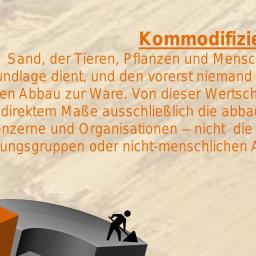 Kommodifizie
Sand, der Tieren, Pflanzen und Mensc
undlage dient, und den vorerst niemand
en Abbau zur Ware. Von dieser Wertsch
direktem Maße ausschließlich die abba
nzerne und Organisationen – nicht die
ungsgruppen oder nicht-menschlichen A